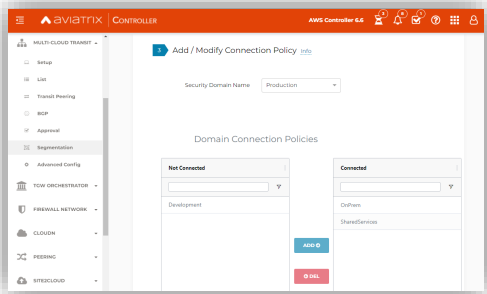 aviatrix CONTROLLER
AWS Controller 6.6
MULTI-CLOUD TRANSIT
Setup
List
Transit Peering
BGP
Approval
Segmentation
Advanced Config
TGW ORCHESTRATOR
FIREWALL NETWORK
CLOUDN
PEERING
SITE2CLOUD
3 Add / Modify Connection Policy Info
Security Domain Name Production
Domain Connection Policies
Not Connected
Development
ADD
DEL
Connected
OnPrem
SharedServices